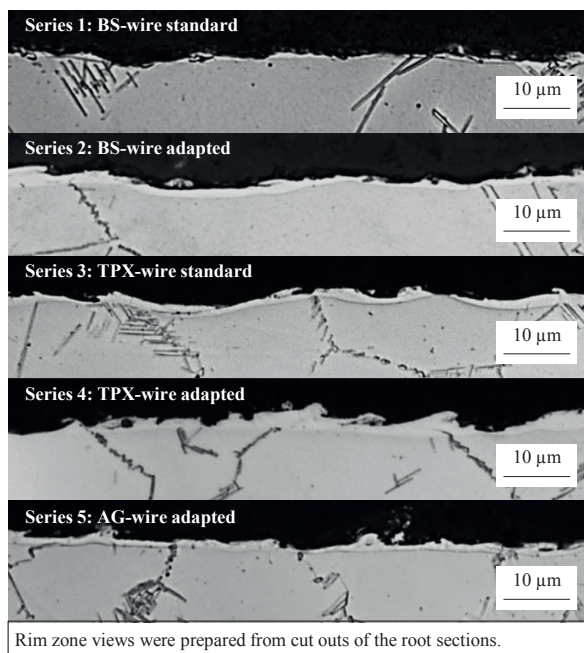 Series 1: BS-wire standard
10 µm
Series 2: BS-wire adapted
10 µm
Series 3: TPX-wire standard
10 µm
Series 4: TPX-wire adapted
10 µm
Series 5: AG-wire adapted
10 µm
Rim zone views were prepared from cut outs of the root sections.